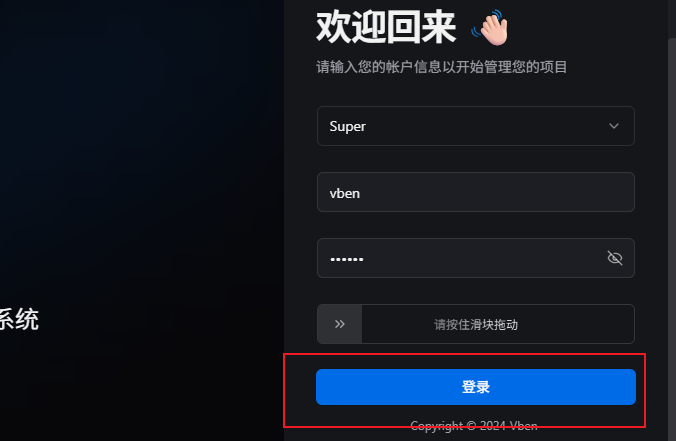 欢迎回来 👋
请输入您的帐户信息以开始管理您的项目
Super
vben
••••••
系统
请按住滑块拖动
登录
Copyright © 2024 Vben